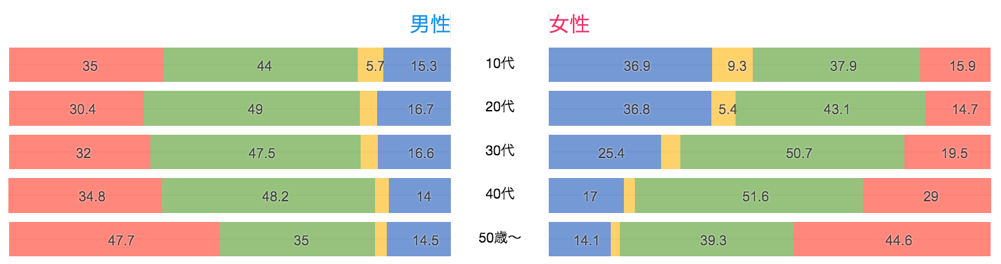 男性 女性
35 44 5.7 15.3 10代 36.9 9.3 37.9 15.9
30.4 49 16.7 20代 36.8 5.4 43.1 14.7
32 47.5 16.6 30代 25.4 50.7 19.5
34.8 48.2 14 40代 17 51.6 29
47.7 35 14.5 50歳〜 14.1 39.3 44.6